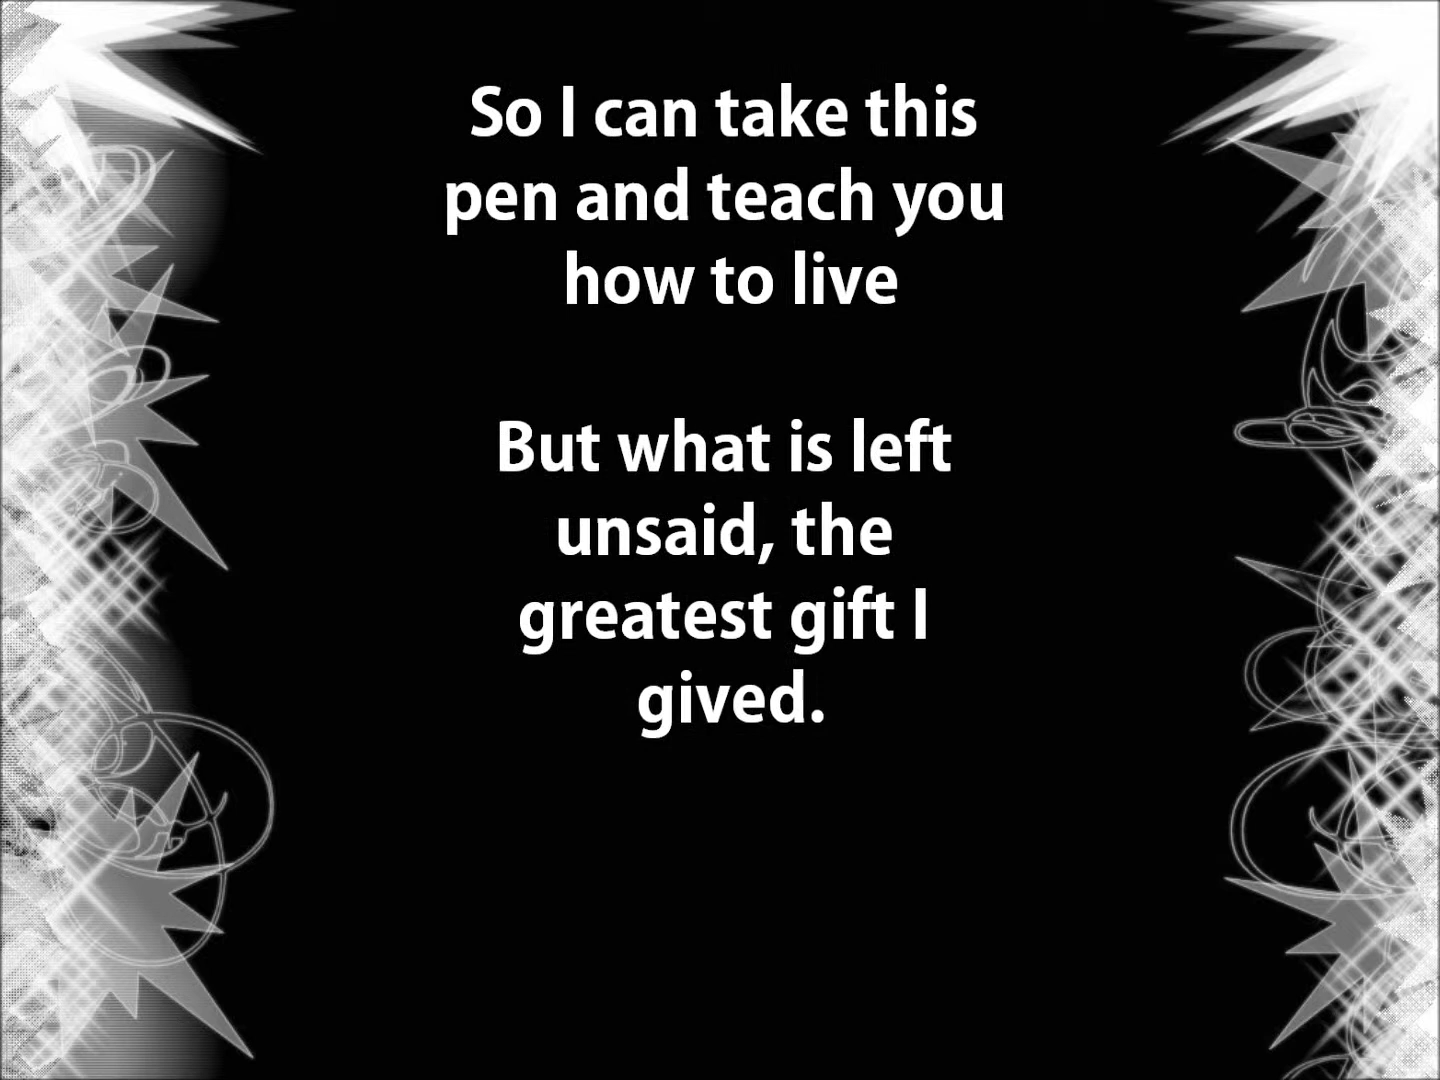 So I can take this
pen and teach you
how to live
But what is left
unsaid, the
greatest gift I
gived.